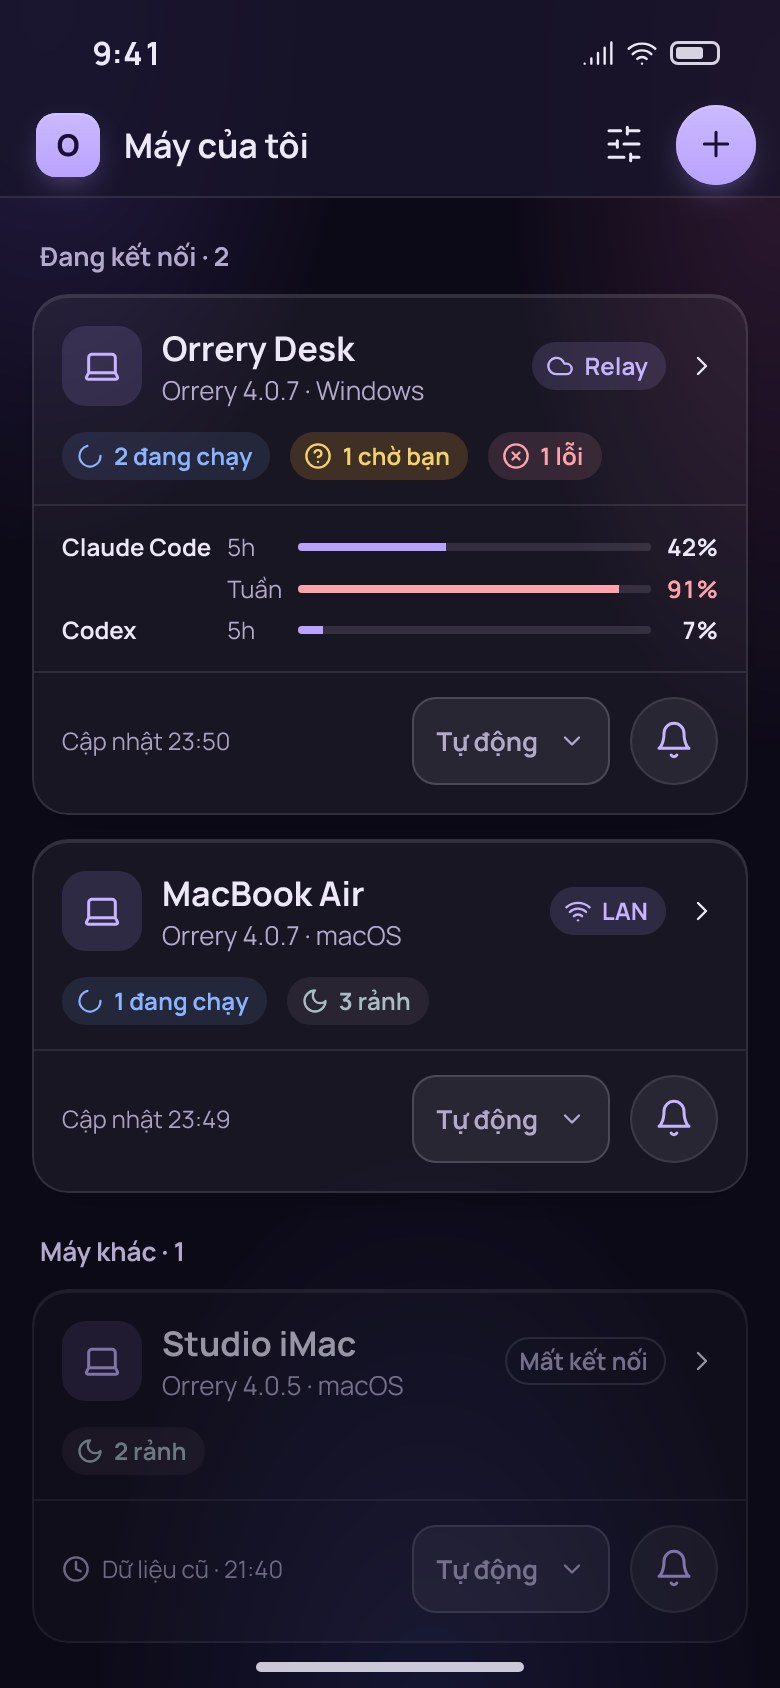 9:41
O Máy của tôi
Đang kết nối · 2
Orrery Desk
Orrery 4.0.7 · Windows
Relay
2 đang chạy 1 chờ bạn 1 lỗi
Claude Code 5h 42%
Tuần 91%
Codex 5h 7%
Cập nhật 23:50 Tự động
MacBook Air
Orrery 4.0.7 · macOS
LAN
1 đang chạy 3 rảnh
Cập nhật 23:49 Tự động
Máy khác · 1
Studio iMac
Orrery 4.0.5 · macOS
Mất kết nối
2 rảnh
Dữ liệu cũ · 21:40 Tự động